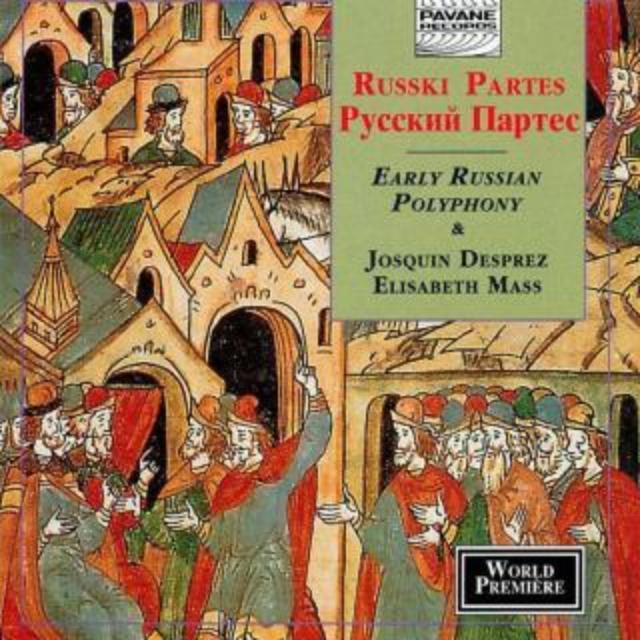 PAVANE
RECORDS
RUSSKI PARTES
РУССКИЙ ПАРТЕС
EARLY RUSSIAN
POLYPHONY
&
JOSQUIN DESPREZ
ELISABETH MASS
WORLD
PREMIÈRE